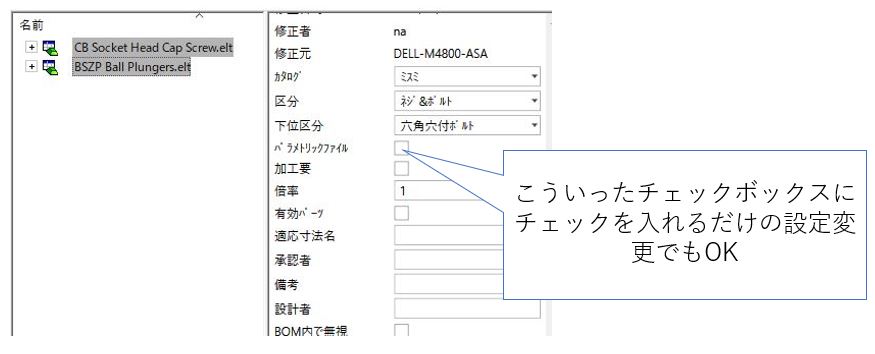 名前
CB Socket Head Cap Screw.elt
BSZP Ball Plungers.elt
修正者 na
修正元 DELL-M4800-ASA
ｶﾀﾛｸﾞ ﾐｽﾐ
区分 ﾈｼﾞ&ﾎﾞﾙﾄ
下位区分 六角穴付ﾎﾞﾙﾄ
ﾊﾟﾗﾒﾄﾘｯｸﾌｧｲﾙ
加工要
倍率 1
有効ﾊﾟｰﾂ
適応寸法名
承認者
備考
設計者
BOM内で無視
こういったチェックボックスに
チェックを入れるだけの設定変
更でもOK